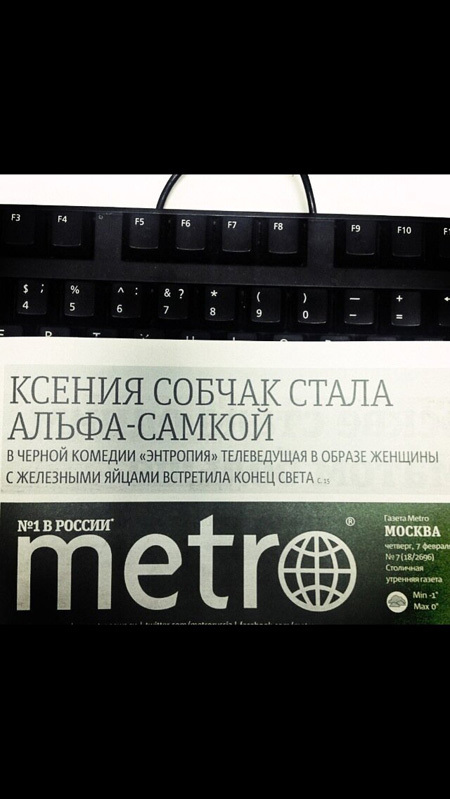 F3 F4 F5 F6 F7 F8 F9 F10
$ ; % ^ : & ? * ( ) — +
4 5 6 7 8 9 0 – =
КСЕНИЯ СОБЧАК СТАЛА
АЛЬФА-САМКОЙ
В ЧЕРНОЙ КОМЕДИИ «ЭНТРОПИЯ» ТЕЛЕВЕДУЩАЯ В ОБРАЗЕ ЖЕНЩИНЫ
С ЖЕЛЕЗНЫМИ ЯЙЦАМИ ВСТРЕТИЛА КОНЕЦ СВЕТА с. 15
№1 В РОССИИ*
metro®
Газета Metro
МОСКВА
четверг, 7 феврал
№ 7 (18/2696)
Столичная
утренняя газета
Min -1°
Max 0°